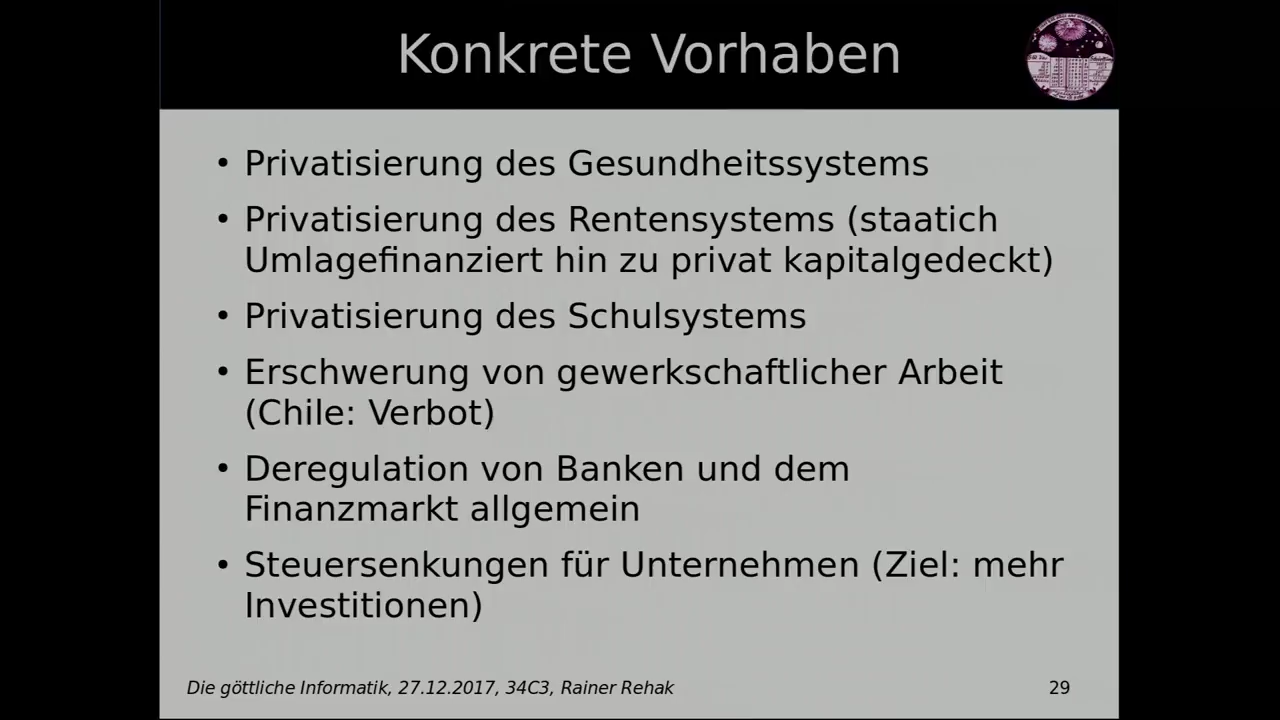 Konkrete Vorhaben
• Privatisierung des Gesundheitssystems
• Privatisierung des Rentensystems (staatich
Umlagefinanziert hin zu privat kapitalgedeckt)
• Privatisierung des Schulsystems
• Erschwerung von gewerkschaftlicher Arbeit
(Chile: Verbot)
• Deregulation von Banken und dem
Finanzmarkt allgemein
• Steuersenkungen für Unternehmen (Ziel: mehr
Investitionen)
Die göttliche Informatik, 27.12.2017, 34C3, Rainer Rehak
29